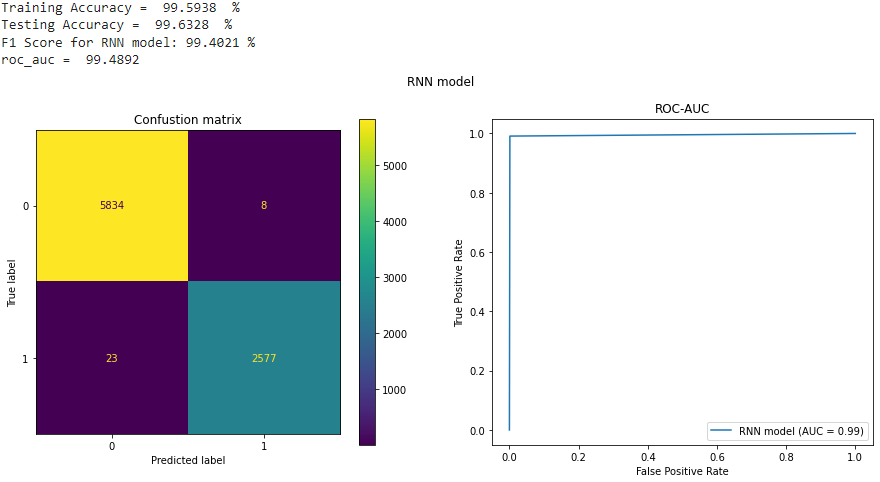 Training Accuracy =  99.5938  %
Testing Accuracy =  99.6328  %
F1 Score for RNN model: 99.4021 %
roc_auc =  99.4892
RNN model
Confustion matrix
0
1
True label
5834
8
23
2577
0
1
Predicted label
5000
4000
3000
2000
1000
ROC-AUC
1.0
0.8
0.6
0.4
0.2
0.0
True Positive Rate
RNN model (AUC = 0.99)
0.0
0.2
0.4
0.6
0.8
1.0
False Positive Rate